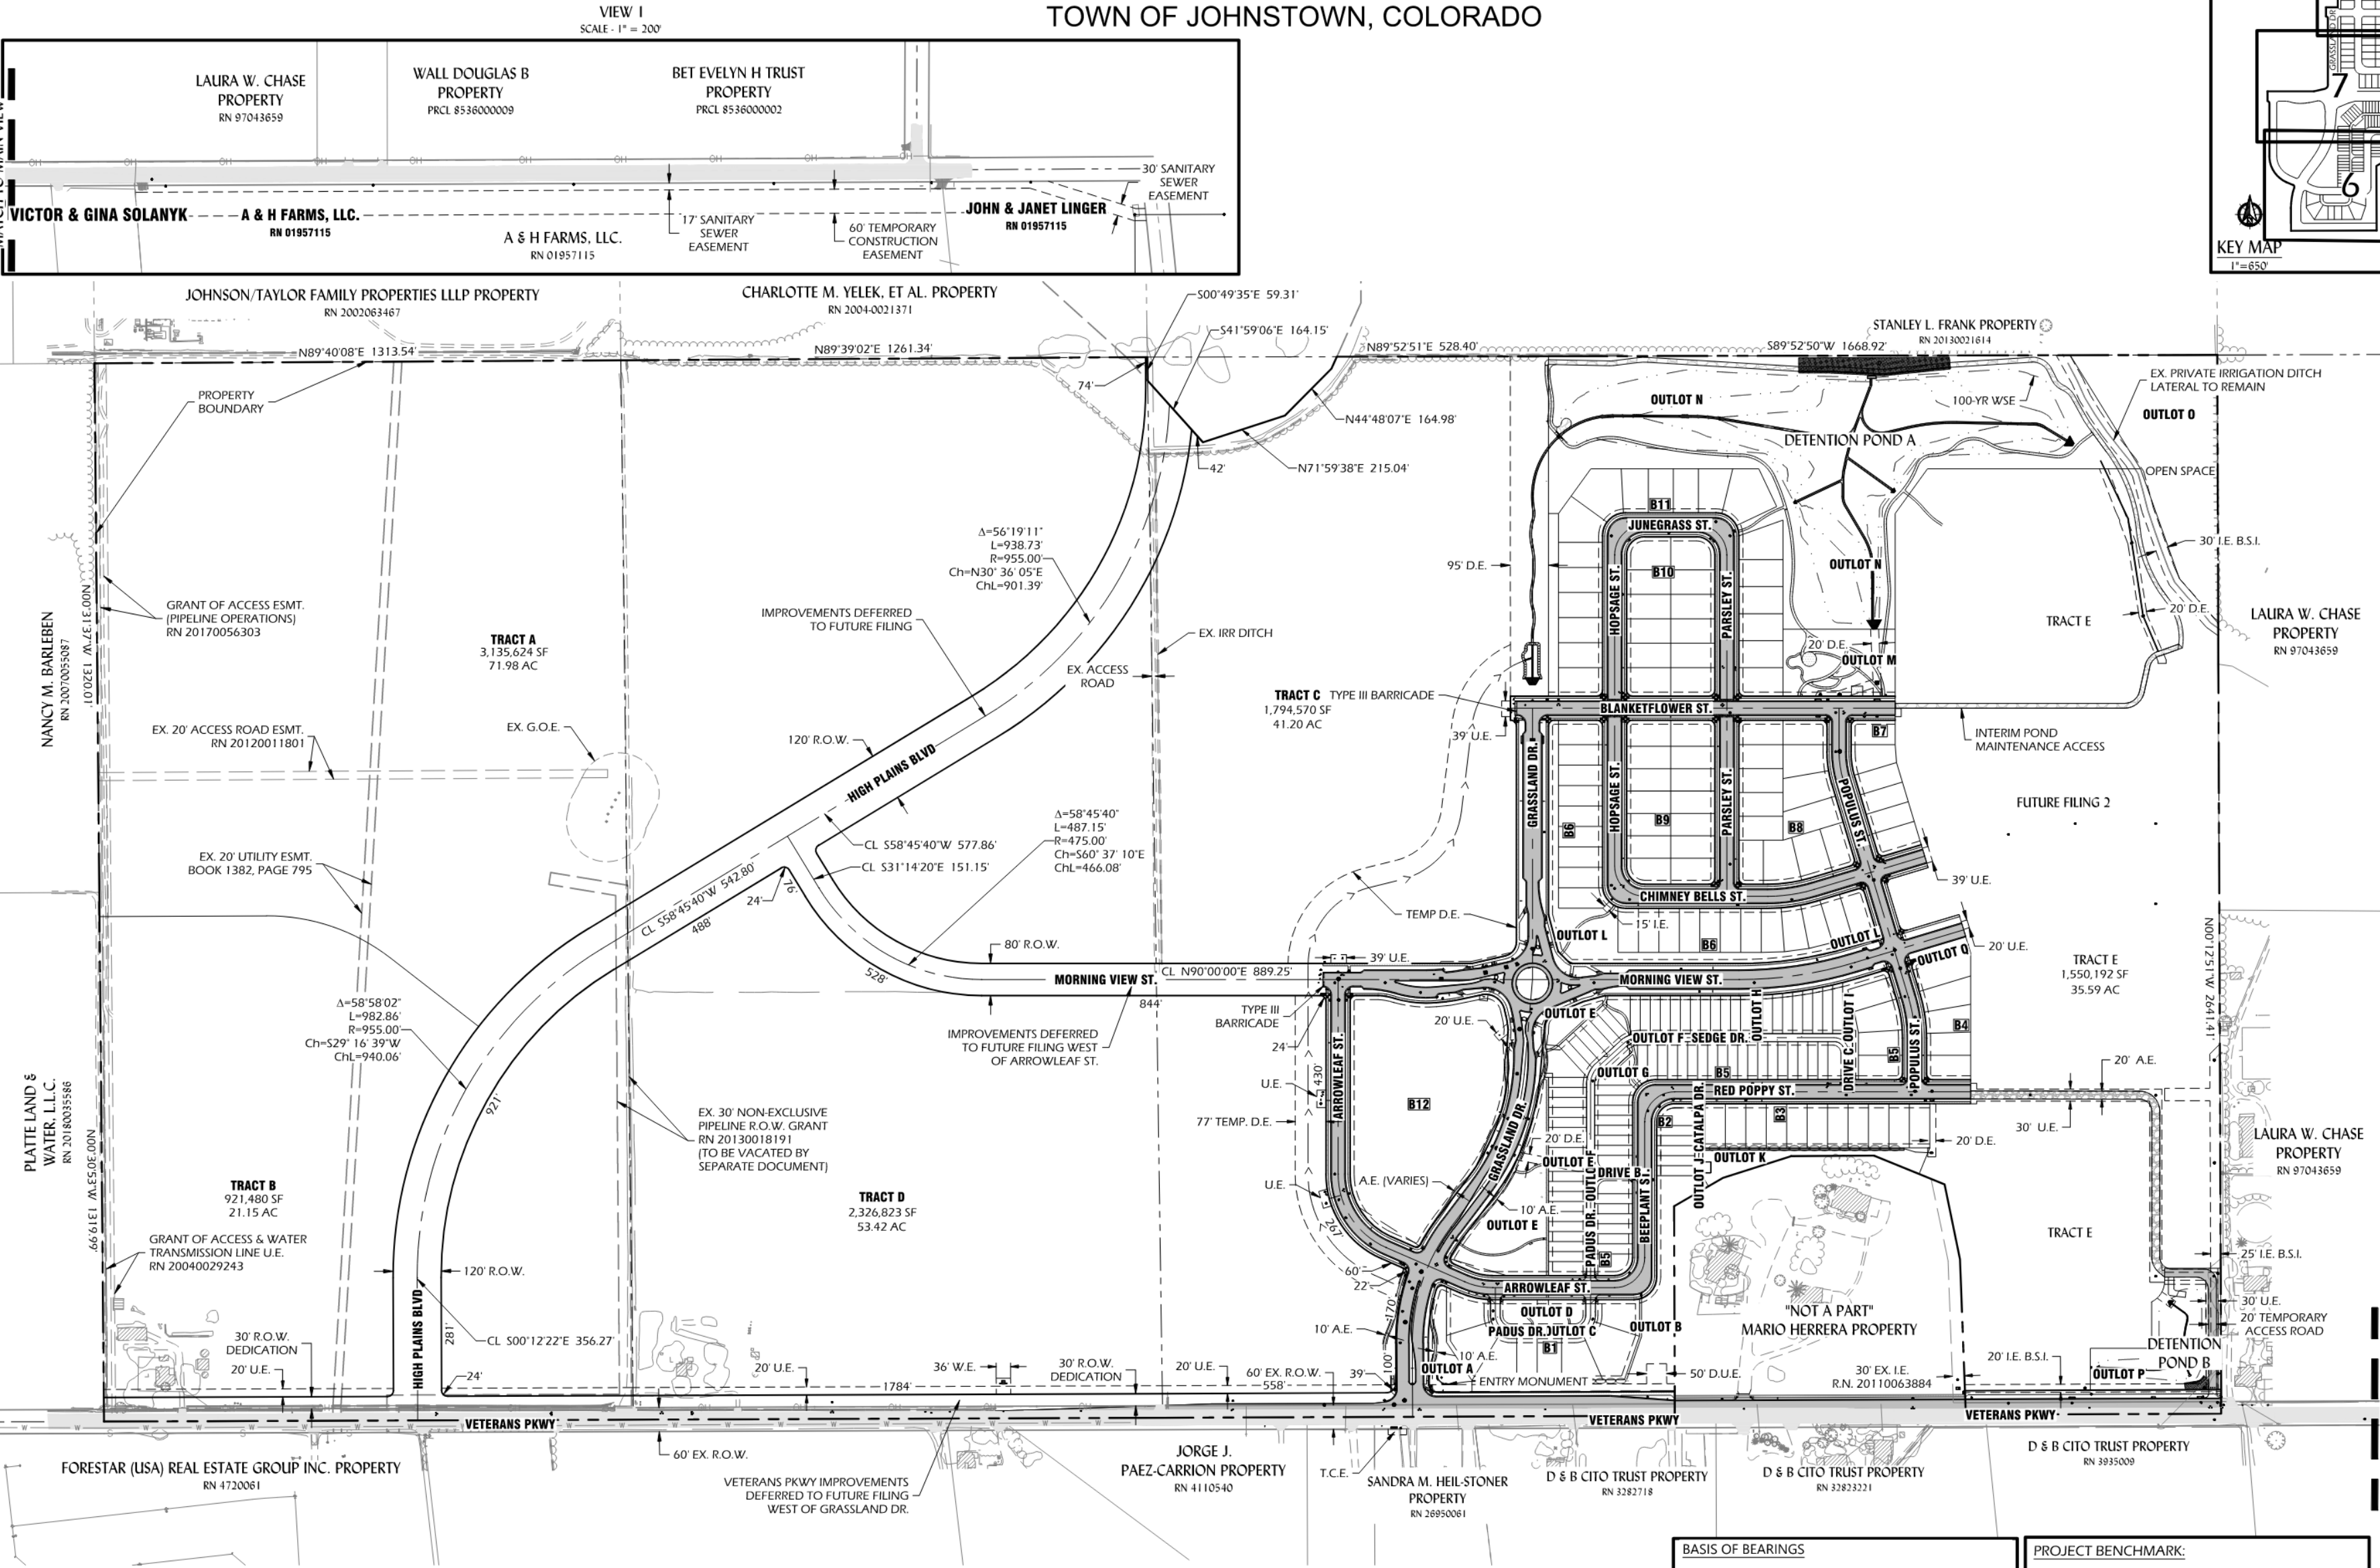 VIEW 1
SCALE - 1" = 200'
TOWN OF JOHNSTOWN, COLORADO
LAURA W. CHASE
PROPERTY
RN 97043659
WALL DOUGLAS B
PROPERTY
PRCL 8536000009
BET EVELYN H TRUST
PROPERTY
PRCL 8536000002
OH
OH
OH
OH
OH
OH
OH
OH
OH
OH
VICTOR & GINA SOLANYK
A & H FARMS, LLC.
RN 01957115
A & H FARMS, LLC.
RN 01957115
17' SANITARY
SEWER
EASEMENT
60' TEMPORARY
CONSTRUCTION
EASEMENT
JOHN & JANET LINGER
RN 01957115
30' SANITARY
SEWER
EASEMENT
GRASSLAND DR
7
6
KEY MAP
1"=650'
JOHNSON/TAYLOR FAMILY PROPERTIES LLLP PROPERTY
RN 2002063467
CHARLOTTE M. YELEK, ET AL. PROPERTY
RN 2004-0021371
S00°49'35"E 59.31'
S41°59'06"E 164.15'
STANLEY L. FRANK PROPERTY
RN 20130021614
N89°40'08"E 1313.54'
N89°39'02"E 1261.34'
N89°52'51"E 528.40'
S89°52'50"W 1668.92'
74'
42'
N44°48'07"E 164.98'
N71°59'38"E 215.04'
PROPERTY
BOUNDARY
EX. PRIVATE IRRIGATION DITCH
LATERAL TO REMAIN
OUTLOT O
OUTLOT N
100-YR WSE
DETENTION POND A
OPEN SPACE
30' I.E. B.S.I.
20' D.E.
OUTLOT N
TRACT E
LAURA W. CHASE
PROPERTY
RN 97043659
NANCY M. BARLEBEN
RN 20070055087
N00°31'37"W 1320.01'
GRANT OF ACCESS ESMT.
(PIPELINE OPERATIONS)
RN 20170056303
TRACT A
3,135,624 SF
71.98 AC
Δ=56°19'11"
L=938.73'
R=955.00'
Ch=N30° 36' 05"E
ChL=901.39'
IMPROVEMENTS DEFERRED
TO FUTURE FILING
EX. IRR DITCH
EX. ACCESS
ROAD
95' D.E.
B11
JUNEGRASS ST.
B10
HOPSAGE ST.
PARSLEY ST.
20' D.E.
OUTLOT M
TRACT C
1,794,570 SF
41.20 AC
TYPE III BARRICADE
BLANKETFLOWER ST.
39' U.E.
B7
INTERIM POND
MAINTENANCE ACCESS
EX. 20' ACCESS ROAD ESMT.
RN 20120011801
EX. G.O.E.
120' R.O.W.
HIGH PLAINS BLVD
GRASSLAND DR.
HOPSAGE ST.
PARSLEY ST.
POPULUS ST.
B6
B9
B8
FUTURE FILING 2
EX. 20' UTILITY ESMT.
BOOK 1382, PAGE 795
Δ=58°45'40"
L=487.15'
R=475.00'
Ch=S60° 37' 10"E
ChL=466.08'
CL S58°45'40"W 577.86'
CL S31°14'20"E 151.15'
CL S58°45'40"W 542.80'
488'
24'
76'
528'
39' U.E.
CHIMNEY BELLS ST.
TEMP D.E.
15' I.E.
OUTLOT L
B6
OUTLOT L
20' U.E.
OUTLOT Q
80' R.O.W.
39' U.E.
MORNING VIEW ST.
CL N90°00'00"E 889.25'
844'
MORNING VIEW ST.
TRACT E
1,550,192 SF
35.59 AC
N00°12'51"W 2641.41'
Δ=58°58'02"
L=982.86'
R=955.00'
Ch=S29° 16' 39"W
ChL=940.06'
921'
IMPROVEMENTS DEFERRED
TO FUTURE FILING WEST
OF ARROWLEAF ST.
TYPE III
BARRICADE
24'
20' U.E.
OUTLOT E
OUTLOT F
SEDGE DR.
OUTLOT H
OUTLOT I
DRIVE C
B4
B5
POPULUS ST.
OUTLOT G
B5
RED POPPY ST.
U.E.
430'
ARROWLEAF ST.
77' TEMP. D.E.
B12
GRASSLAND DR.
B2
CATALPA DR.
B3
20' A.E.
30' U.E.
20' D.E.
PLATTE LAND &
WATER, L.L.C.
RN 20180035586
N00°30'53"W 1319.99'
EX. 30' NON-EXCLUSIVE
PIPELINE R.O.W. GRANT
RN 20130018191
(TO BE VACATED BY
SEPARATE DOCUMENT)
20' D.E.
OUTLOT E
DRIVE B
OUTLOT J
OUTLOT K
LAURA W. CHASE
PROPERTY
RN 97043659
TRACT B
921,480 SF
21.15 AC
TRACT D
2,326,823 SF
53.42 AC
U.E.
A.E. (VARIES)
10' A.E.
OUTLOT E
PADUS DR.
BEEPLANT ST.
B5
267'
TRACT E
GRANT OF ACCESS & WATER
TRANSMISSION LINE U.E.
RN 20040029243
25' I.E. B.S.I.
120' R.O.W.
60'
22'
170'
ARROWLEAF ST.
OUTLOT D
HIGH PLAINS BLVD
281'
CL S00°12'22"E 356.27'
10' A.E.
PADUS DR.
OUTLOT C
OUTLOT B
B1
"NOT A PART"
MARIO HERRERA PROPERTY
30' U.E.
20' TEMPORARY
ACCESS ROAD
DETENTION
POND B
30' R.O.W.
DEDICATION
20' U.E.
24'
20' U.E.
36' W.E.
30' R.O.W.
DEDICATION
20' U.E.
60' EX. R.O.W.
558'
1784'
39'
100'
10' A.E.
OUTLOT A
ENTRY MONUMENT
50' D.U.E.
30' EX. I.E.
R.N. 20110063884
20' I.E. B.S.I.
OUTLOT P
VETERANS PKWY
VETERANS PKWY
VETERANS PKWY
FORESTAR (USA) REAL ESTATE GROUP INC. PROPERTY
RN 4720061
60' EX. R.O.W.
VETERANS PKWY IMPROVEMENTS
DEFERRED TO FUTURE FILING
WEST OF GRASSLAND DR.
JORGE J.
PAEZ-CARRION PROPERTY
RN 4110540
T.C.E.
SANDRA M. HEIL-STONER
PROPERTY
RN 26950061
D & B CITO TRUST PROPERTY
RN 3282718
D & B CITO TRUST PROPERTY
RN 32823221
D & B CITO TRUST PROPERTY
RN 3935009
BASIS OF BEARINGS
PROJECT BENCHMARK: